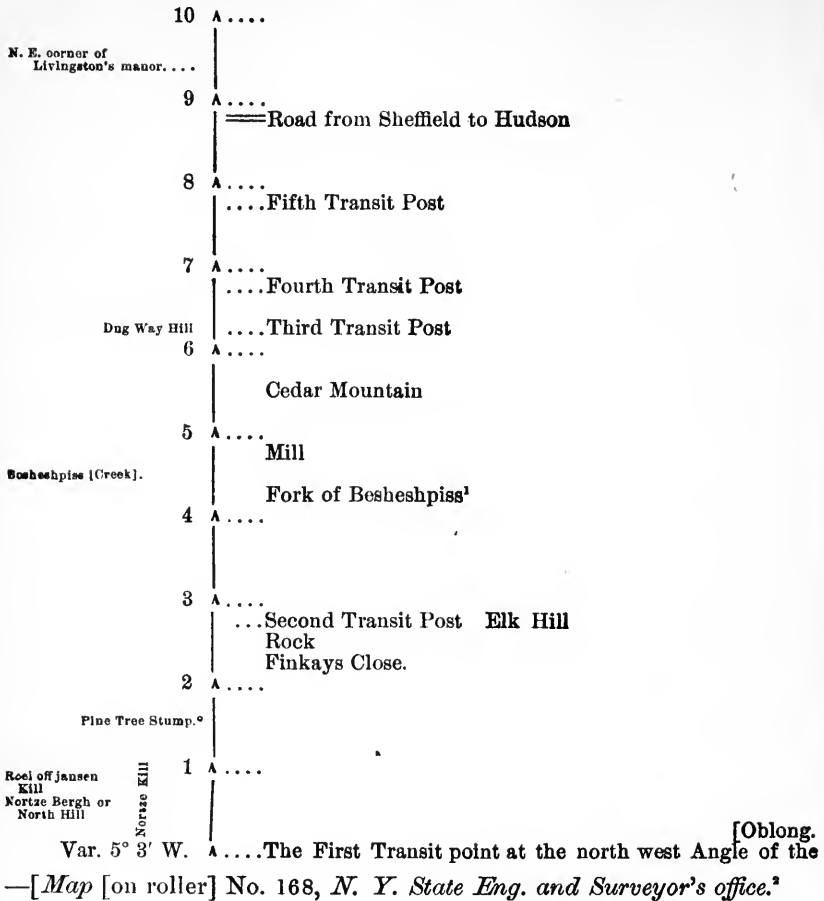 10 A....
N. E. corner of
Livingston's manor....
9 A....
Road from Sheffield to Hudson
8 A....
....Fifth Transit Post
7 A....
....Fourth Transit Post
Dug Way Hill ....Third Transit Post
6 A....
Cedar Mountain
5 A....
Mill
Bosheshpiss [Creek].
Fork of Besheshpiss¹
4 A....
3 A....
...Second Transit Post Elk Hill
Rock
Finkays Close.
2 A....
Pine Tree Stump.°
1 A....
Roel off jansen
Kill
Nortze Bergh or
North Hill
Nortze Kill
[Oblong.
Var. 5° 3′ W. A....The First Transit point at the north west Angle of the
—[Map [on roller] No. 168, N. Y. State Eng. and Surveyor's office.²